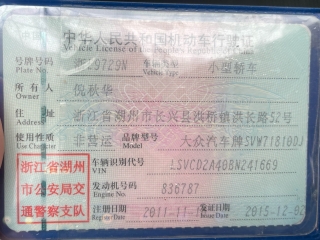 中华人民共和国机动车行驶证
Vehicle License of the People's Republic of China
号牌号码 车辆类型 小型轿车
Plate No. Vehicle Type
所有人 倪秋华
Owner
住址 浙江省湖州市长兴县洪桥镇洪长路52号
Address
使用性质 非营运 品牌型号 大众汽车牌SVW71810DJ
Use Character Model
浙江省湖州 车辆识别代号 LSVCD2A40BN241669
VIN
市公安局交 发动机号码 836787
Engine No.
通警察支队 注册日期 2011-11- 发证日期 2015-12-02
Register Date Issue Date